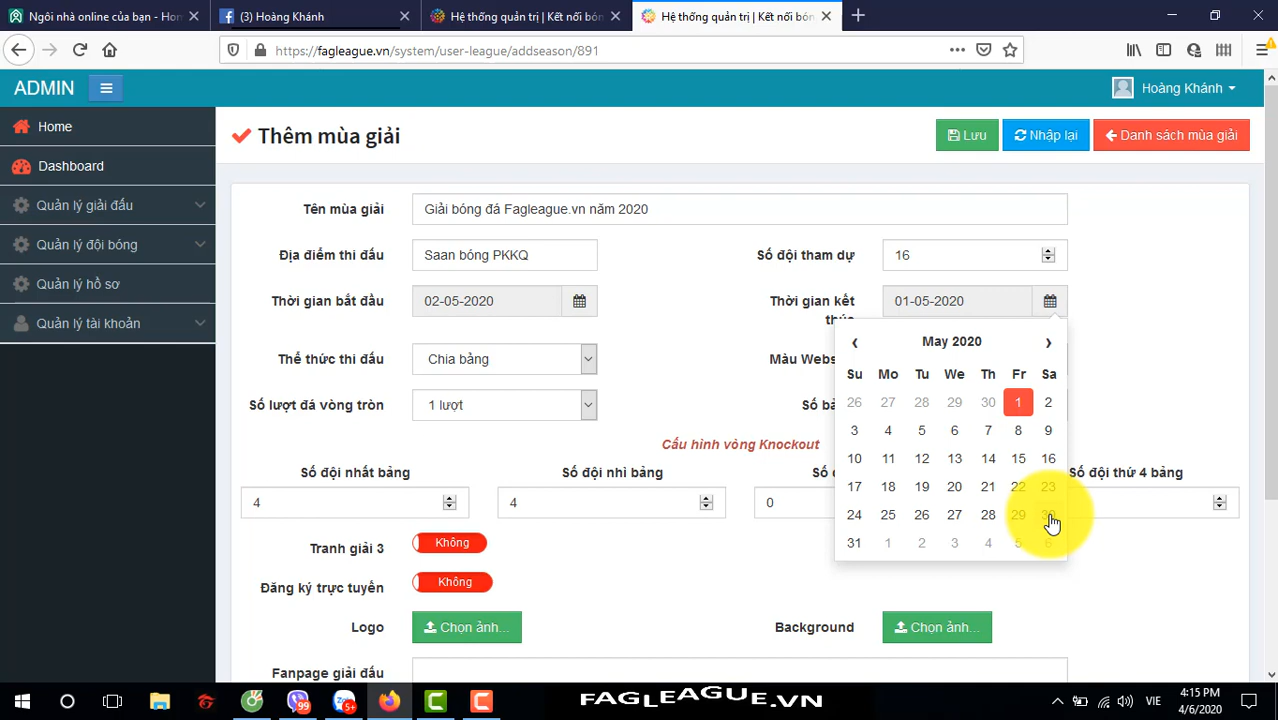 Ngôi nhà online của bạn - Hom
(3) Hoàng Khánh
Hệ thống quản trị | Kết nối bón
Hệ thống quản trị | Kết nối bón
https://fagleague.vn/system/user-league/addseason/891
ADMIN
Hoàng Khánh
Home
Dashboard
Quản lý giải đấu
Quản lý đội bóng
Quản lý hồ sơ
Quản lý tài khoản
Thêm mùa giải
Lưu
Nhập lại
Danh sách mùa giải
Tên mùa giải
Giải bóng đá Fagleague.vn năm 2020
Địa điểm thi đấu
Saan bóng PKKQ
Số đội tham dự
16
Thời gian bắt đầu
02-05-2020
Thời gian kết thúc
01-05-2020
Thể thức thi đấu
Chia bảng
Màu Webs
Số lượt đá vòng tròn
1 lượt
Số bả
May 2020
Su Mo Tu We Th Fr Sa
26 27 28 29 30 1 2
3 4 5 6 7 8 9
10 11 12 13 14 15 16
17 18 19 20 21 22 23
24 25 26 27 28 29 30
31 1 2 3 4 5 6
Cấu hình vòng Knockout
Số đội nhất bảng
Số đội nhì bảng
Số
Số đội thứ 4 bảng
4
4
0
Tranh giải 3
Không
Đăng ký trực tuyến
Không
Logo
Chọn ảnh...
Background
Chọn ảnh...
Fanpage giải đấu
99
5+
FAGLEAGUE.VN
VIE
4:15 PM
4/6/2020